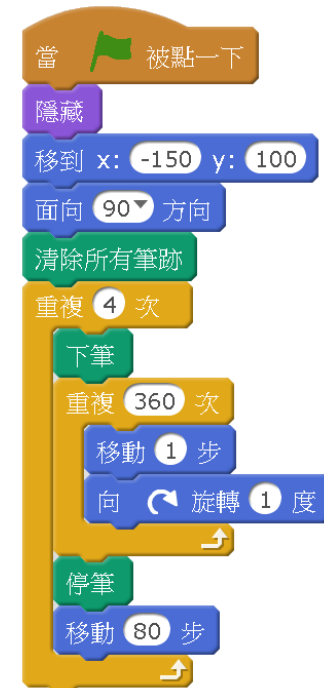 當 被點一下
隱藏
移到 x: -150 y: 100
面向 90 方向
清除所有筆跡
重複 4 次
下筆
重複 360 次
移動 1 步
向 旋轉 1 度
停筆
移動 80 步